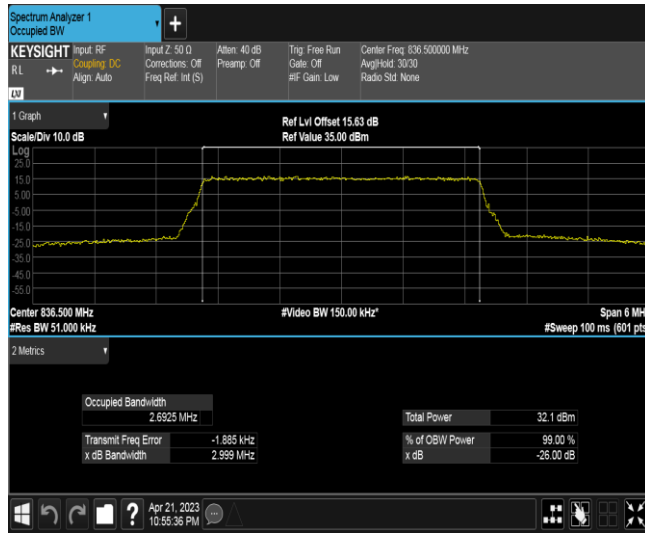 Spectrum Analyzer 1
Occupied BW
KEYSIGHT
RL
LXI
Input: RF
Coupling: DC
Align: Auto
Input Z: 50 Ω
Corrections: Off
Freq Ref: Int (S)
Atten: 40 dB
Preamp: Off
Trig: Free Run
Gate: Off
#IF Gain: Low
Center Freq: 836.500000 MHz
Avg|Hold: 30/30
Radio Std: None
1 Graph
Scale/Div 10.0 dB
Ref Lvl Offset 15.63 dB
Ref Value 35.00 dBm
Log
25.0
15.0
5.00
-5.00
-15.0
-25.0
-35.0
-45.0
-55.0
Center 836.500 MHz
#Res BW 51.000 kHz
#Video BW 150.00 kHz*
Span 6 MH
#Sweep 100 ms (601 pts
2 Metrics
Occupied Bandwidth
2.6925 MHz
Transmit Freq Error -1.885 kHz
x dB Bandwidth 2.999 MHz
Total Power 32.1 dBm
% of OBW Power 99.00 %
x dB -26.00 dB
?
Apr 21, 2023
10:55:36 PM